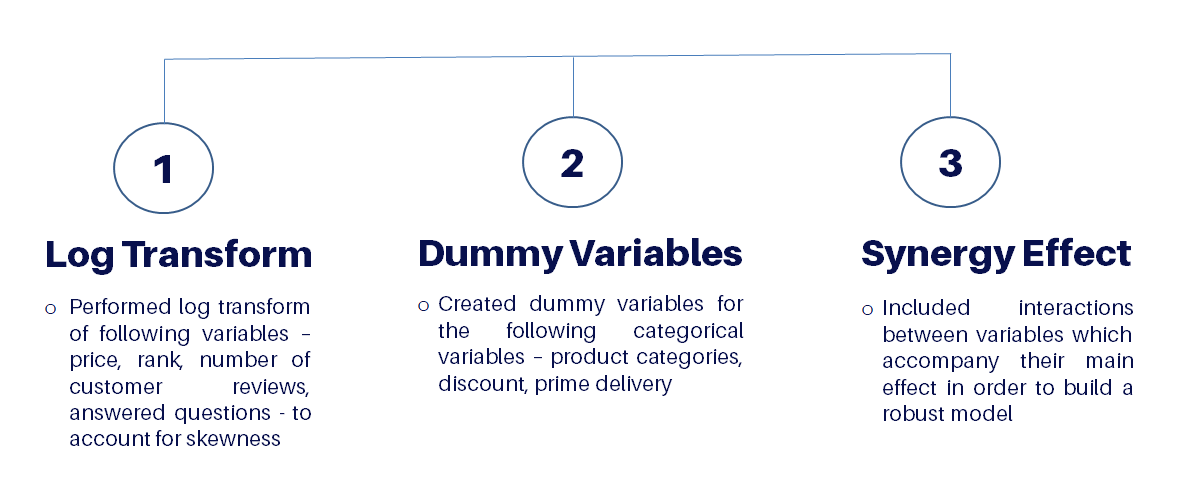 1
Log Transform
o Performed log transform
of following variables –
price, rank, number of
customer reviews,
answered questions - to
account for skewness
2
Dummy Variables
o Created dummy variables for
the following categorical
variables – product categories,
discount, prime delivery
3
Synergy Effect
o Included interactions
between variables which
accompany their main
effect in order to build a
robust model